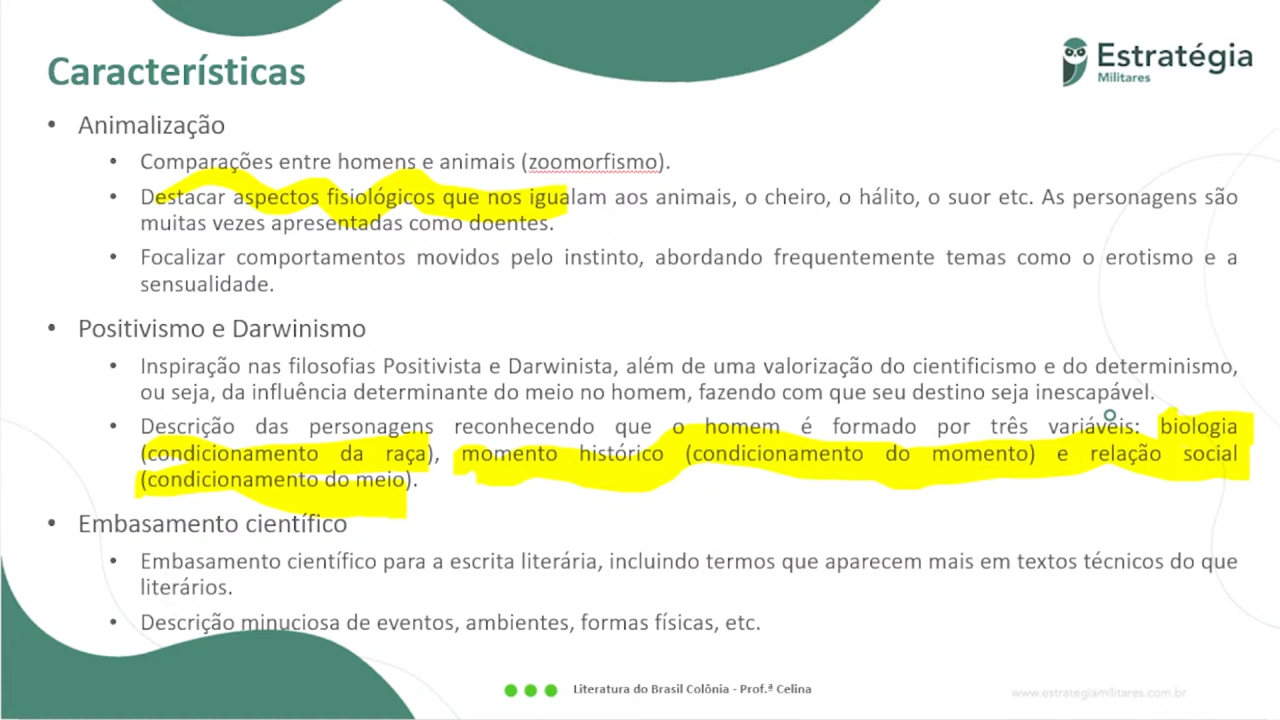 Características
Estratégia
Militares
• Animalização
• Comparações entre homens e animais (zoomorfismo).
• Destacar aspectos fisiológicos que nos igualam aos animais, o cheiro, o hálito, o suor etc. As personagens são
muitas vezes apresentadas como doentes.
• Focalizar comportamentos movidos pelo instinto, abordando frequentemente temas como o erotismo e a
sensualidade.
• Positivismo e Darwinismo
• Inspiração nas filosofias Positivista e Darwinista, além de uma valorização do cientificismo e do determinismo,
ou seja, da influência determinante do meio no homem, fazendo com que seu destino seja inescapável.
• Descrição das personagens reconhecendo que o homem é formado por três variáveis: biologia
(condicionamento da raça), momento histórico (condicionamento do momento) e relação social
(condicionamento do meio).
• Embasamento científico
• Embasamento científico para a escrita literária, incluindo termos que aparecem mais em textos técnicos do que
literários.
• Descrição minuciosa de eventos, ambientes, formas físicas, etc.
Literatura do Brasil Colônia - Prof.ª Celina
www.estrategiamilitares.com.br